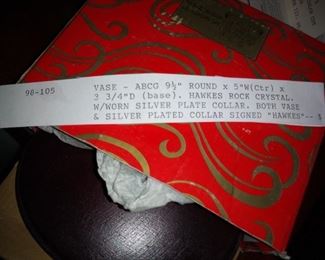 98-105
VASE - ABCG 9½" ROUND x 5"W(Ctr) x
3 3/4"D (base). HAWKES ROCK CRYSTAL.
W/WORN SILVER PLATE COLLAR. BOTH VASE
& SILVER PLATED COLLAR SIGNED "HAWKES"-- $